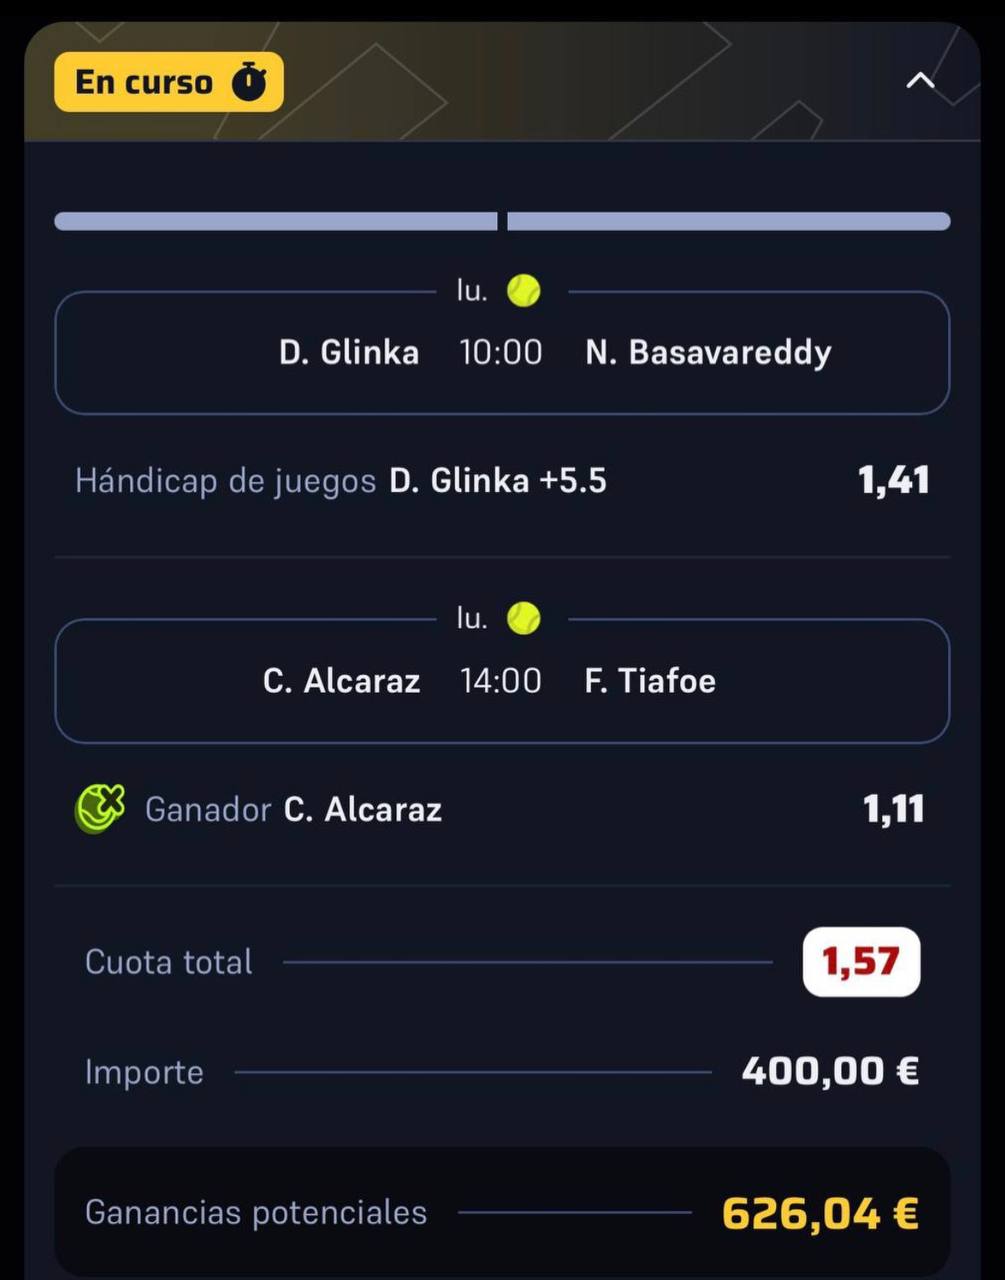 En curso
lu.
D. Glinka 10:00 N. Basavareddy
Hándicap de juegos D. Glinka +5.5 1,41
lu.
C. Alcaraz 14:00 F. Tiafoe
Ganador C. Alcaraz 1,11
Cuota total 1,57
Importe 400,00 €
Ganancias potenciales 626,04 €